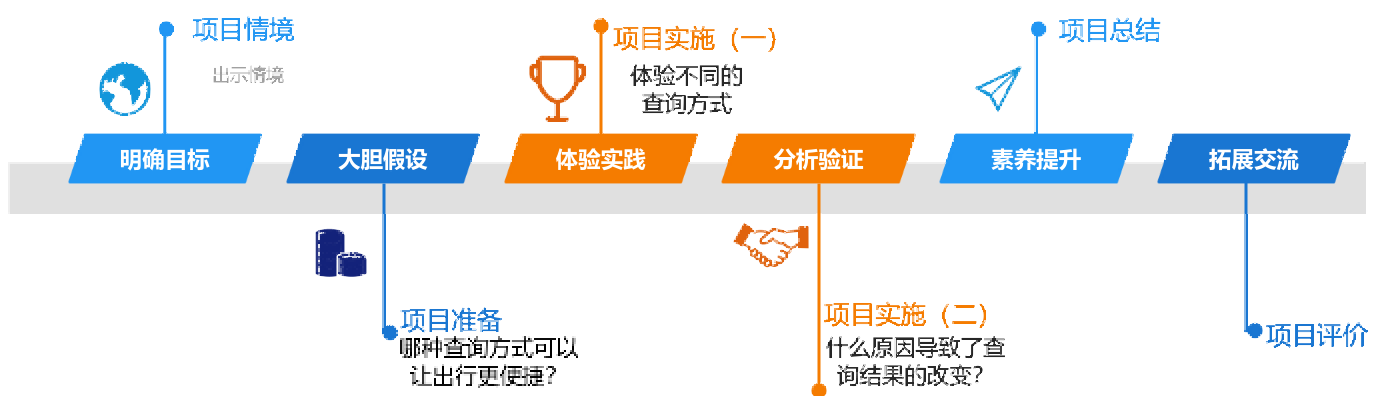 项目情境
出示情境
项目实施（一）
体验不同的
查询方式
项目总结
明确目标
大胆假设
体验实践
分析验证
素养提升
拓展交流
项目准备
哪种查询方式可以
让出行更便捷？
项目实施（二）
什么原因导致了查
询结果的改变？
项目评价